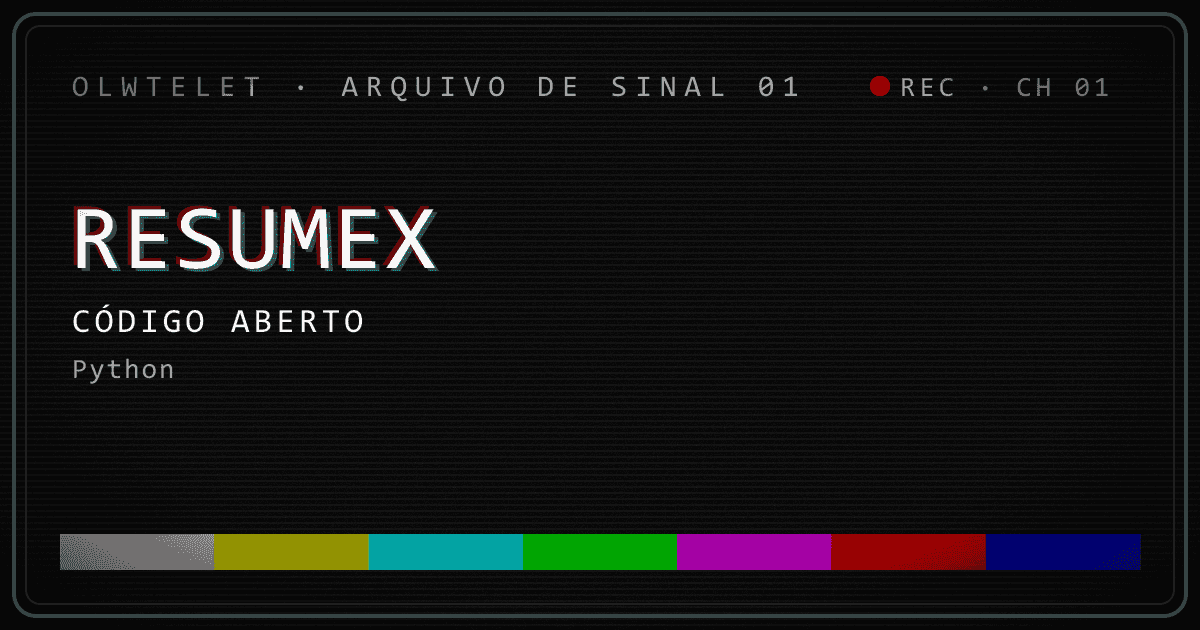 OLWTELET · ARQUIVO DE SINAL 01 REC · CH 01
RESUMEX
CÓDIGO ABERTO
Python